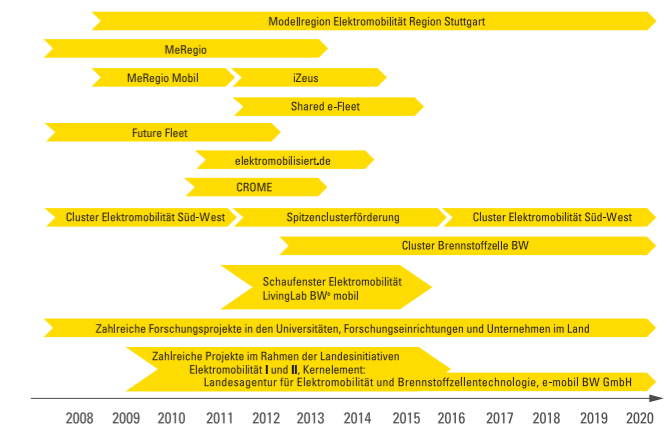 Modellregion Elektromobilität Region Stuttgart
MeRegio
MeRegio Mobil
iZeus
Shared e-Fleet
Future Fleet
elektromobilisiert.de
CROME
Cluster Elektromobilität Süd-West
Spitzenclusterförderung
Cluster Elektromobilität Süd-West
Cluster Brennstoffzelle BW
Schaufenster Elektromobilität
LivingLab BWᵉ mobil
Zahlreiche Forschungsprojekte in den Universitäten, Forschungseinrichtungen und Unternehmen im Land
Zahlreiche Projekte im Rahmen der Landesinitiativen
Elektromobilität I und II, Kernelement:
Landesagentur für Elektromobilität und Brennstoffzellentechnologie, e-mobil BW GmbH
2008 2009 2010 2011 2012 2013 2014 2015 2016 2017 2018 2019 2020